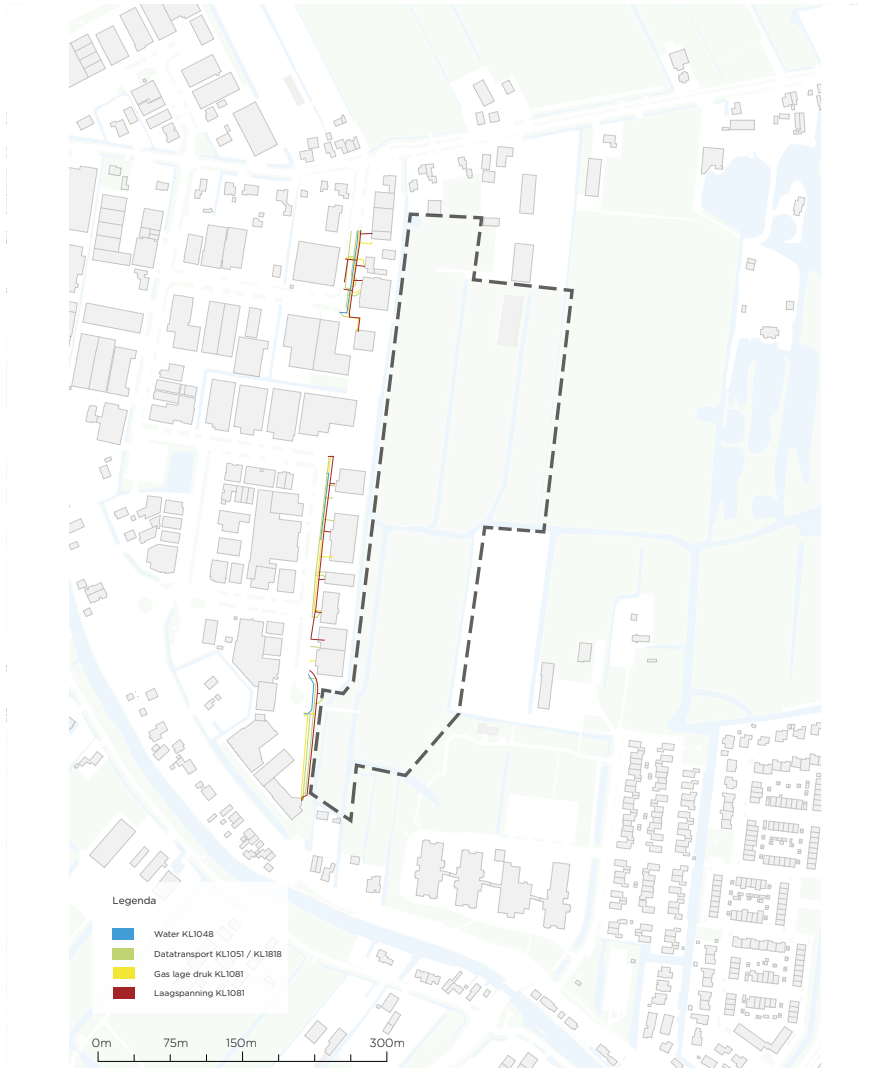 Legenda
Water KL1048
Datatransport KL1051 / KL1818
Gas lage druk KL1081
Laagspanning KL1081
0m 75m 150m 300m